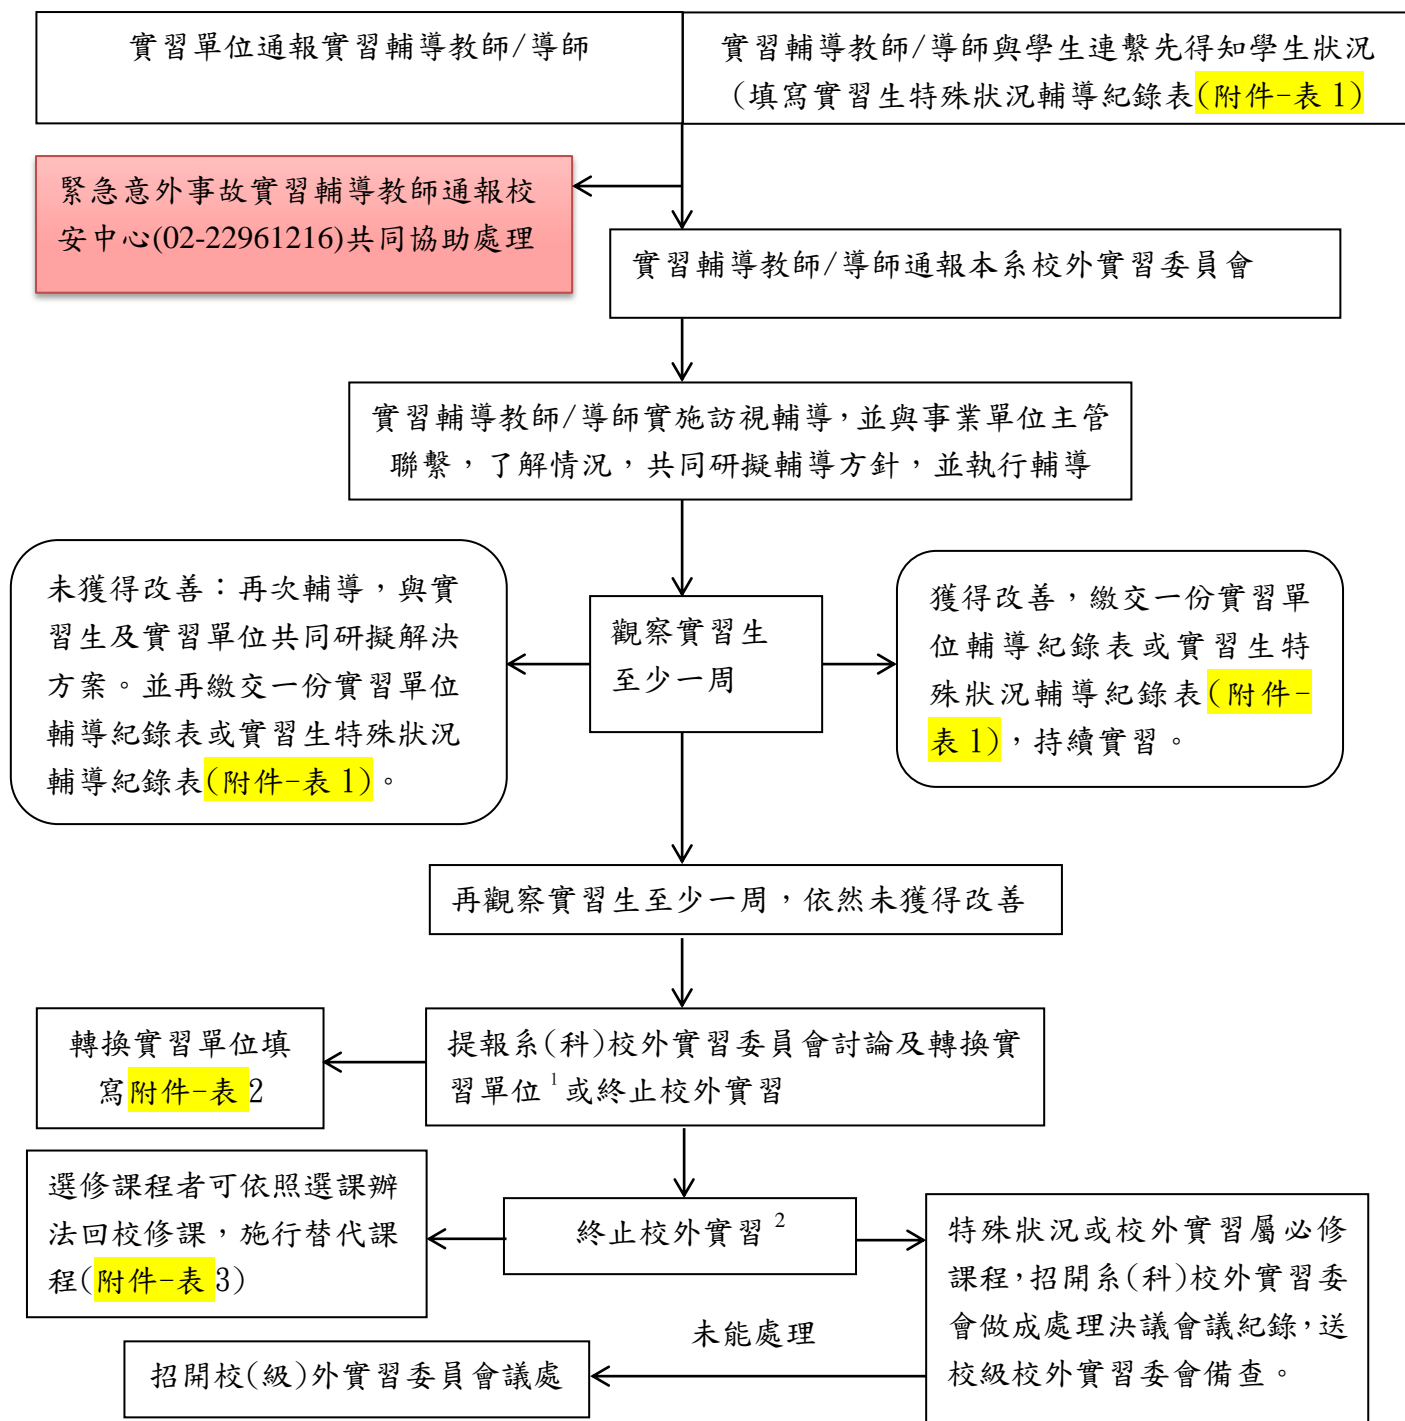 實習單位通報實習輔導教師/導師
實習輔導教師/導師與學生連繫先得知學生狀況
(填寫實習生特殊狀況輔導紀錄表(附件-表1)
緊急意外事故實習輔導教師通報校
安中心(02-22961216)共同協助處理
實習輔導教師/導師通報本系校外實習委員會
實習輔導教師/導師實施訪視輔導,並與事業單位主管
聯繫,了解情況,共同研擬輔導方針,並執行輔導
未獲得改善:再次輔導,與實
習生及實習單位共同研擬解決
方案。並再繳交一份實習單位
輔導紀錄表或實習生特殊狀況
輔導紀錄表(附件-表1)。
觀察實習生
至少一周
獲得改善,繳交一份實習單
位輔導紀錄表或實習生特
殊狀況輔導紀錄表(附件-
表1),持續實習。
再觀察實習生至少一周,依然未獲得改善
轉換實習單位填
寫附件-表2
提報系(科)校外實習委員會討論及轉換實
習單位1或終止校外實習
選修課程者可依照選課辦
法回校修課,施行替代課
程(附件-表3)
終止校外實習2
特殊狀況或校外實習屬必修
課程,招開系(科)校外實習委
會做成處理決議會議紀錄,送
校級校外實習委會備查。
未能處理
招開校(級)外實習委員會議處